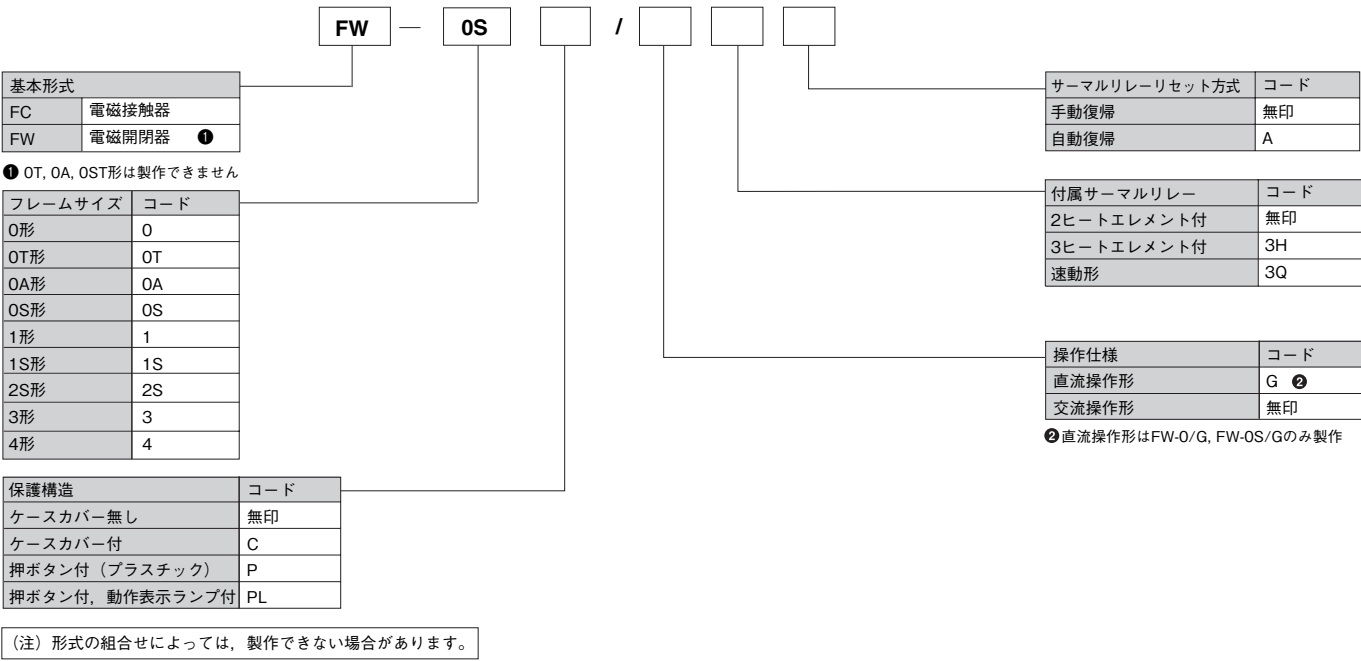 FW — 0S /
基本形式
FC 電磁接触器
FW 電磁開閉器 ❶
❶ 0T, 0A, 0ST形は製作できません
フレームサイズ コード
0形 0
0T形 0T
0A形 0A
0S形 0S
1形 1
1S形 1S
2S形 2S
3形 3
4形 4
保護構造 コード
ケースカバー無し 無印
ケースカバー付 C
押ボタン付（プラスチック） P
押ボタン付，動作表示ランプ付 PL
（注）形式の組合せによっては，製作できない場合があります。
サーマルリレーリセット方式 コード
手動復帰 無印
自動復帰 A
付属サーマルリレー コード
2ヒートエレメント付 無印
3ヒートエレメント付 3H
速動形 3Q
操作仕様 コード
直流操作形 G ❷
交流操作形 無印
❷直流操作形はFW-0/G, FW-0S/Gのみ製作